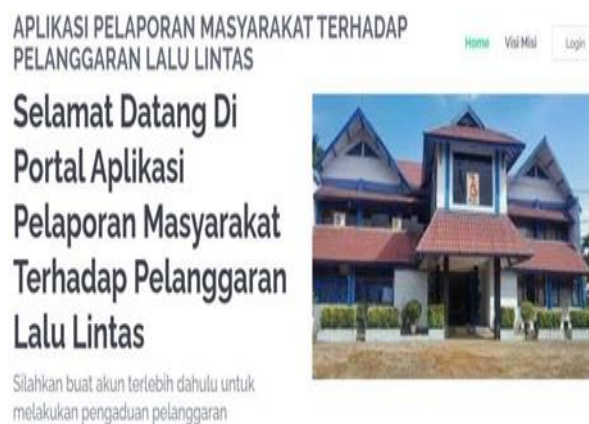 APLIKASI PELAPORAN MASYARAKAT TERHADAP
PELANGGARAN LALU LINTAS
Home Visi Misi Login
Selamat Datang Di
Portal Aplikasi
Pelaporan Masyarakat
Terhadap Pelanggaran
Lalu Lintas
Silahkan buat akun terlebih dahulu untuk
melakukan pengaduan pelanggaran